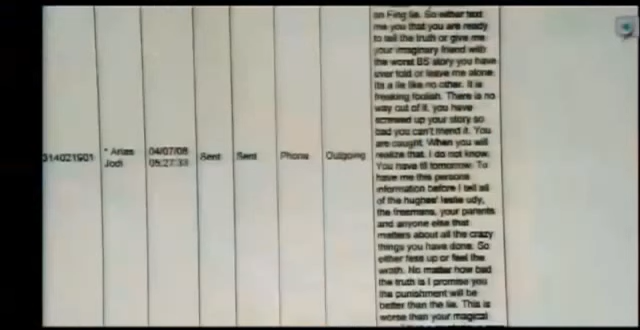 314021901
* Arias
Jodi
04/07/08
05:27:33
Sent
Sent
Phone
Outgoing
an Fing lie. So either text
me you that you are ready
to tell the truth or give me
your imaginary friend with
the worst BS story you have
ever told or leave me alone.
Its a lie like no other. It is
freaking foolish. There is no
way out of it. you have
screwed up your story so
bad you can't mend it. You
are caught. When you will
realize that. I do not know.
You have til tomorrow. To
have me this persons
information before I tell all
of the hughes' leslie udy,
the freemans, your parents
and anyone else that
matters about all the crazy
things you have done. So
either fess up or feel the
wrath. No matter how bad
the truth is I promise you
the punishment will be
better than the lie. This is
worse than your magical